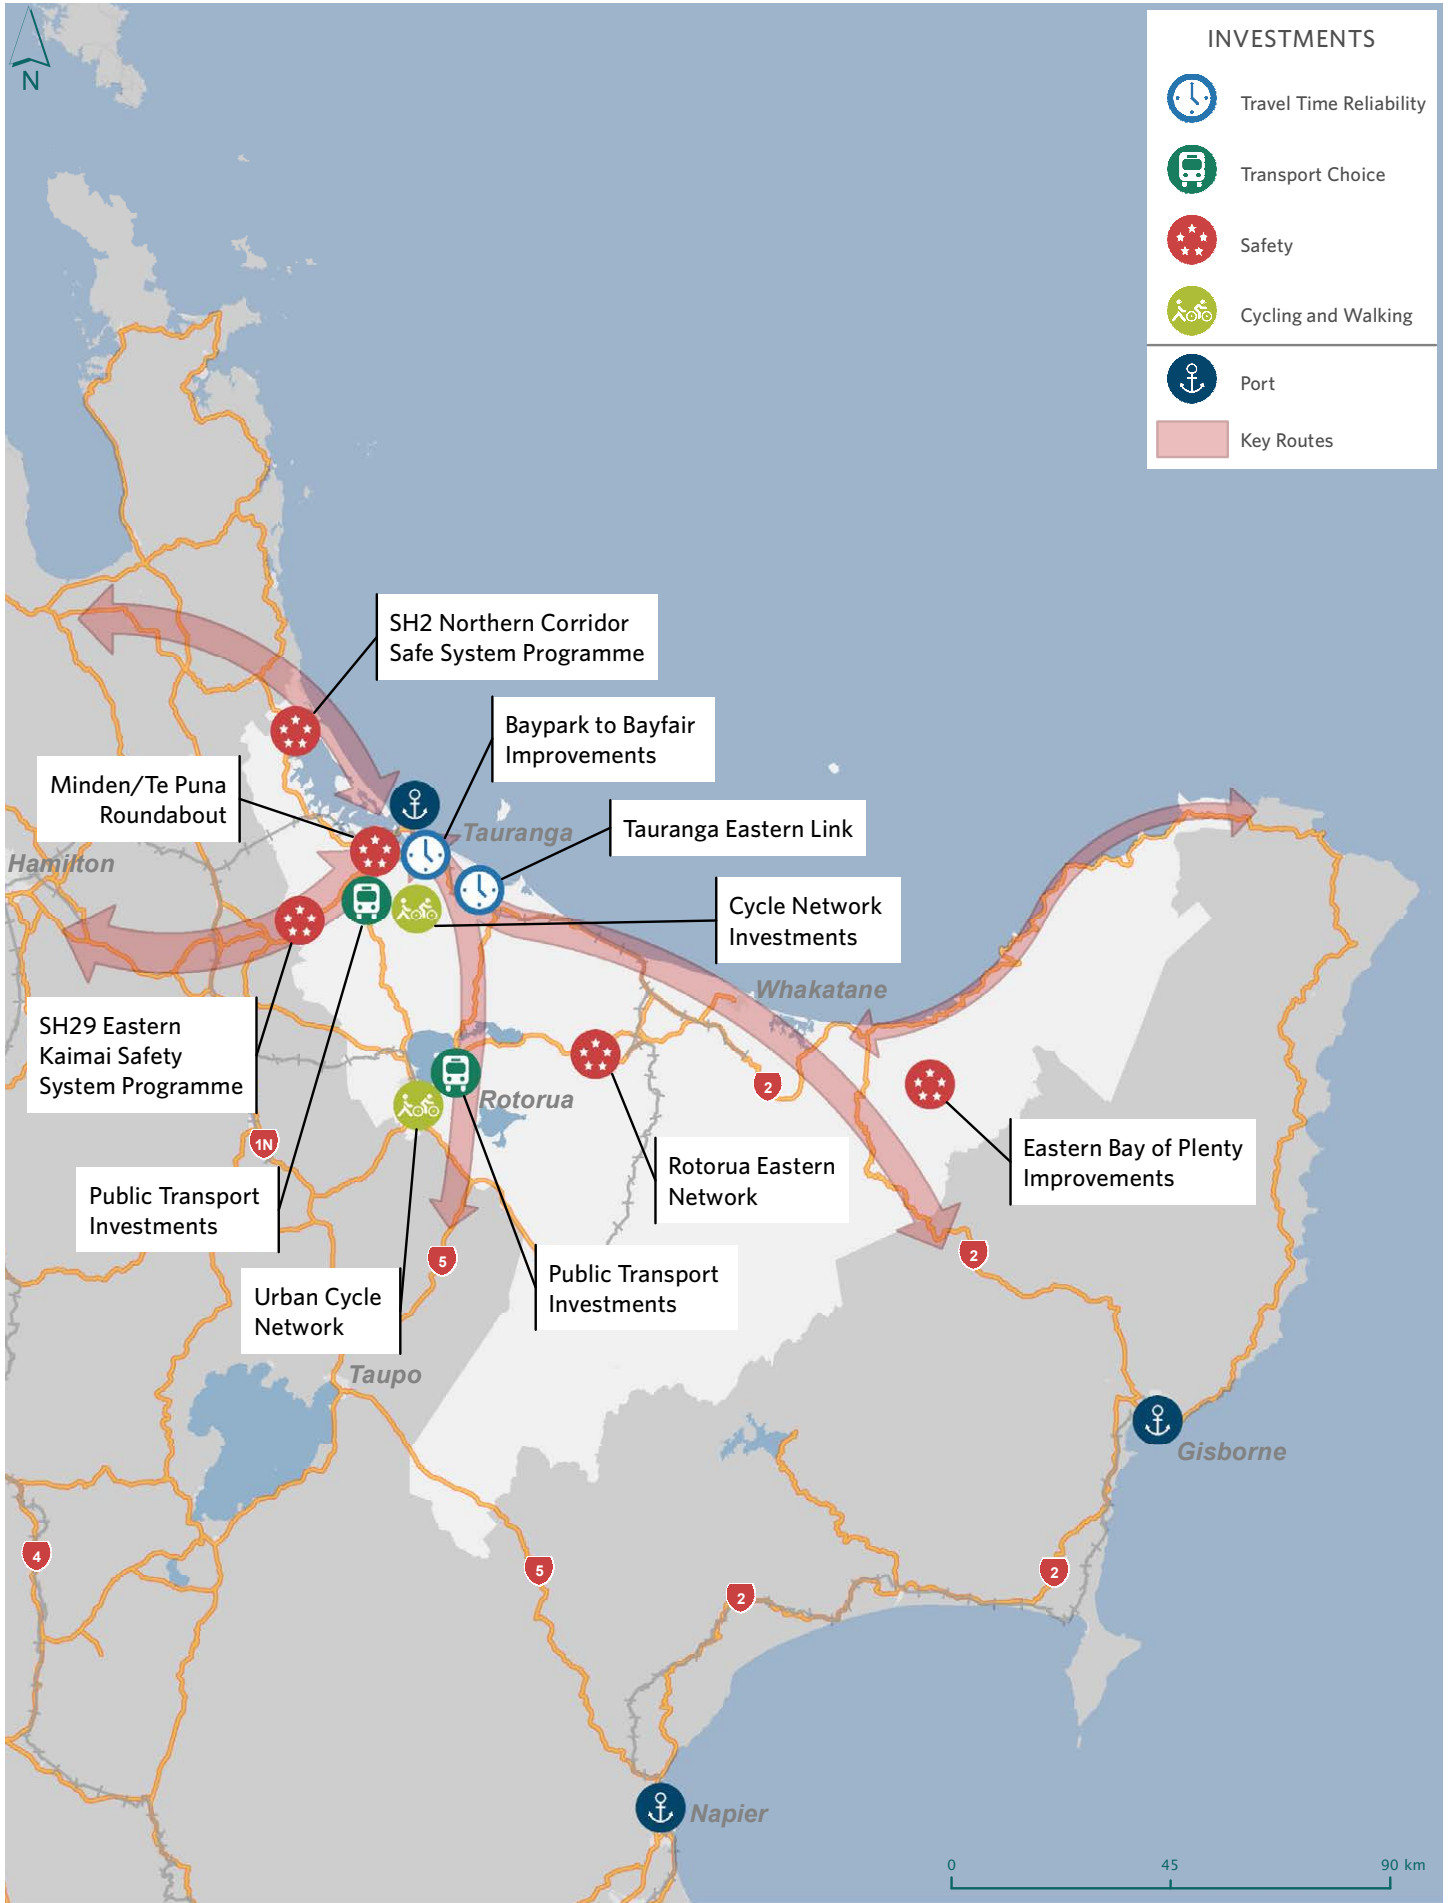 N
INVESTMENTS
Travel Time Reliability
Transport Choice
Safety
Cycling and Walking
Port
Key Routes
SH2 Northern Corridor
Safe System Programme
Baypark to Bayfair
Improvements
Minden/Te Puna
Roundabout
Tauranga
Tauranga Eastern Link
Hamilton
Cycle Network
Investments
Whakatane
SH29 Eastern
Kaimai Safety
System Programme
2
Rotorua
1N
Eastern Bay of Plenty
Improvements
Rotorua Eastern
Network
Public Transport
Investments
5
2
Public Transport
Investments
Urban Cycle
Network
Taupo
Gisborne
4
5
2
2
Napier
0
45
90 km